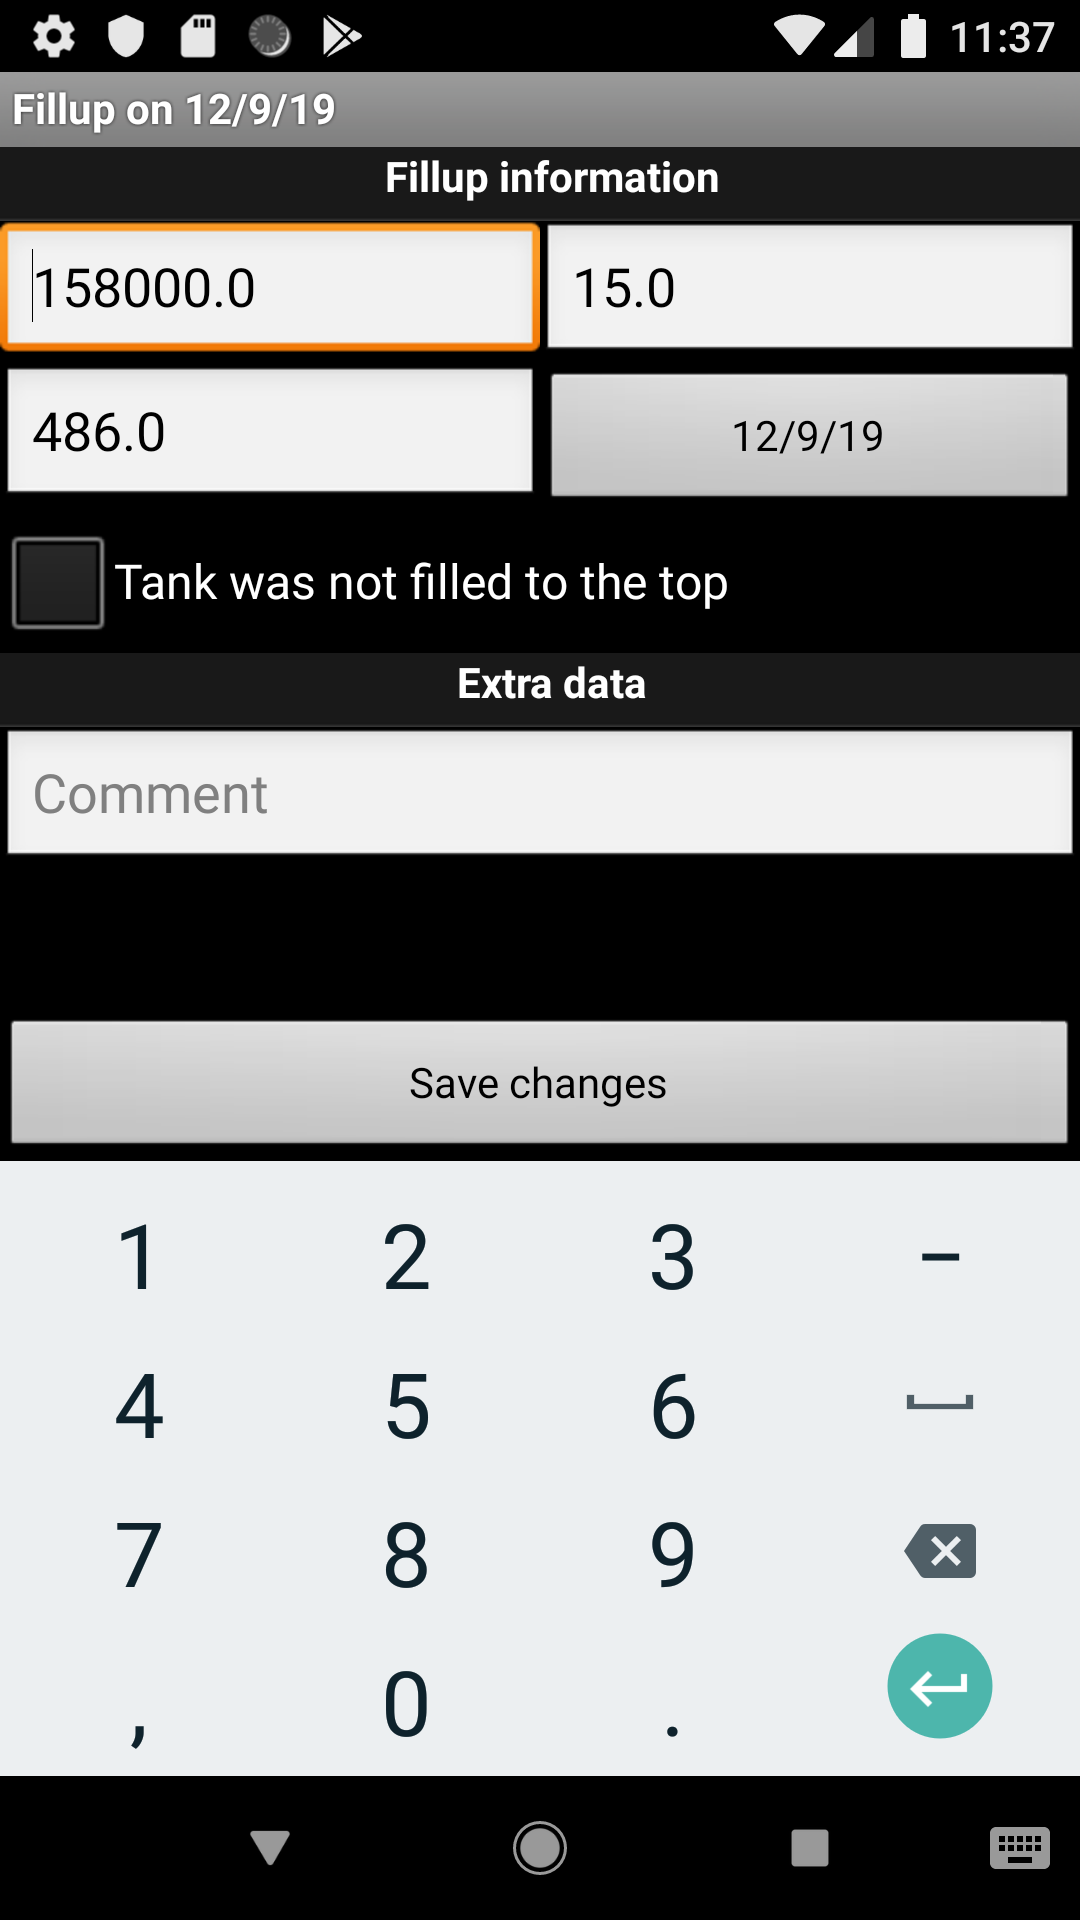 11:37
Fillup on 12/9/19
Fillup information
158000.0
15.0
486.0
12/9/19
Tank was not filled to the top
Extra data
Comment
Save changes
1 2 3 –
4 5 6
7 8 9
, 0 .